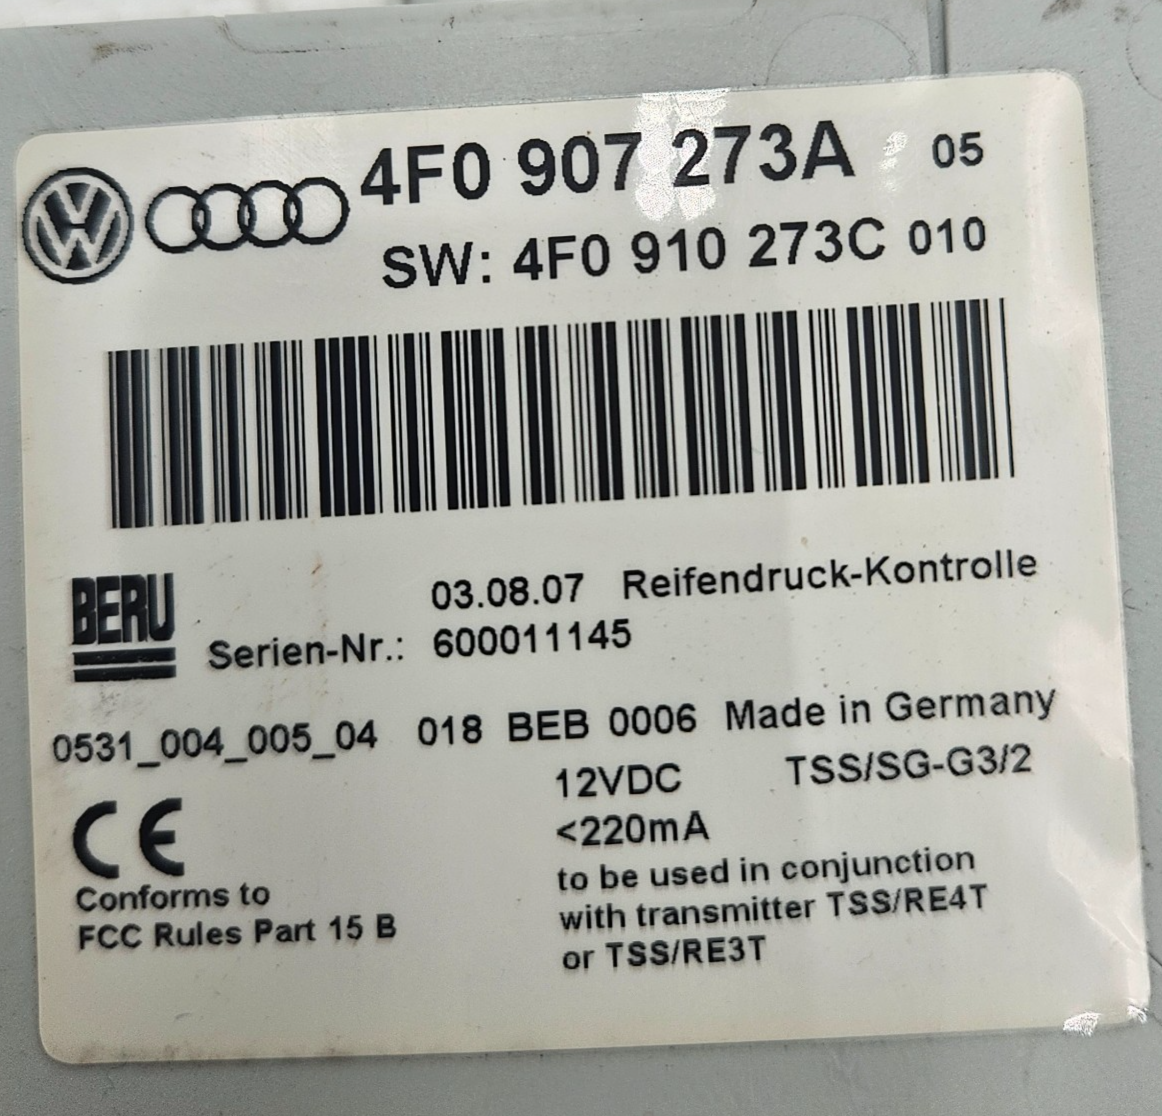 4F0 907 273A 05
SW: 4F0 910 273C 010
BERU
03.08.07 Reifendruck-Kontrolle
Serien-Nr.: 600011145
0531_004_005_04 018 BEB 0006 Made in Germany
12VDC TSS/SG-G3/2
<220mA
CE
Conforms to
FCC Rules Part 15 B
to be used in conjunction
with transmitter TSS/RE4T
or TSS/RE3T